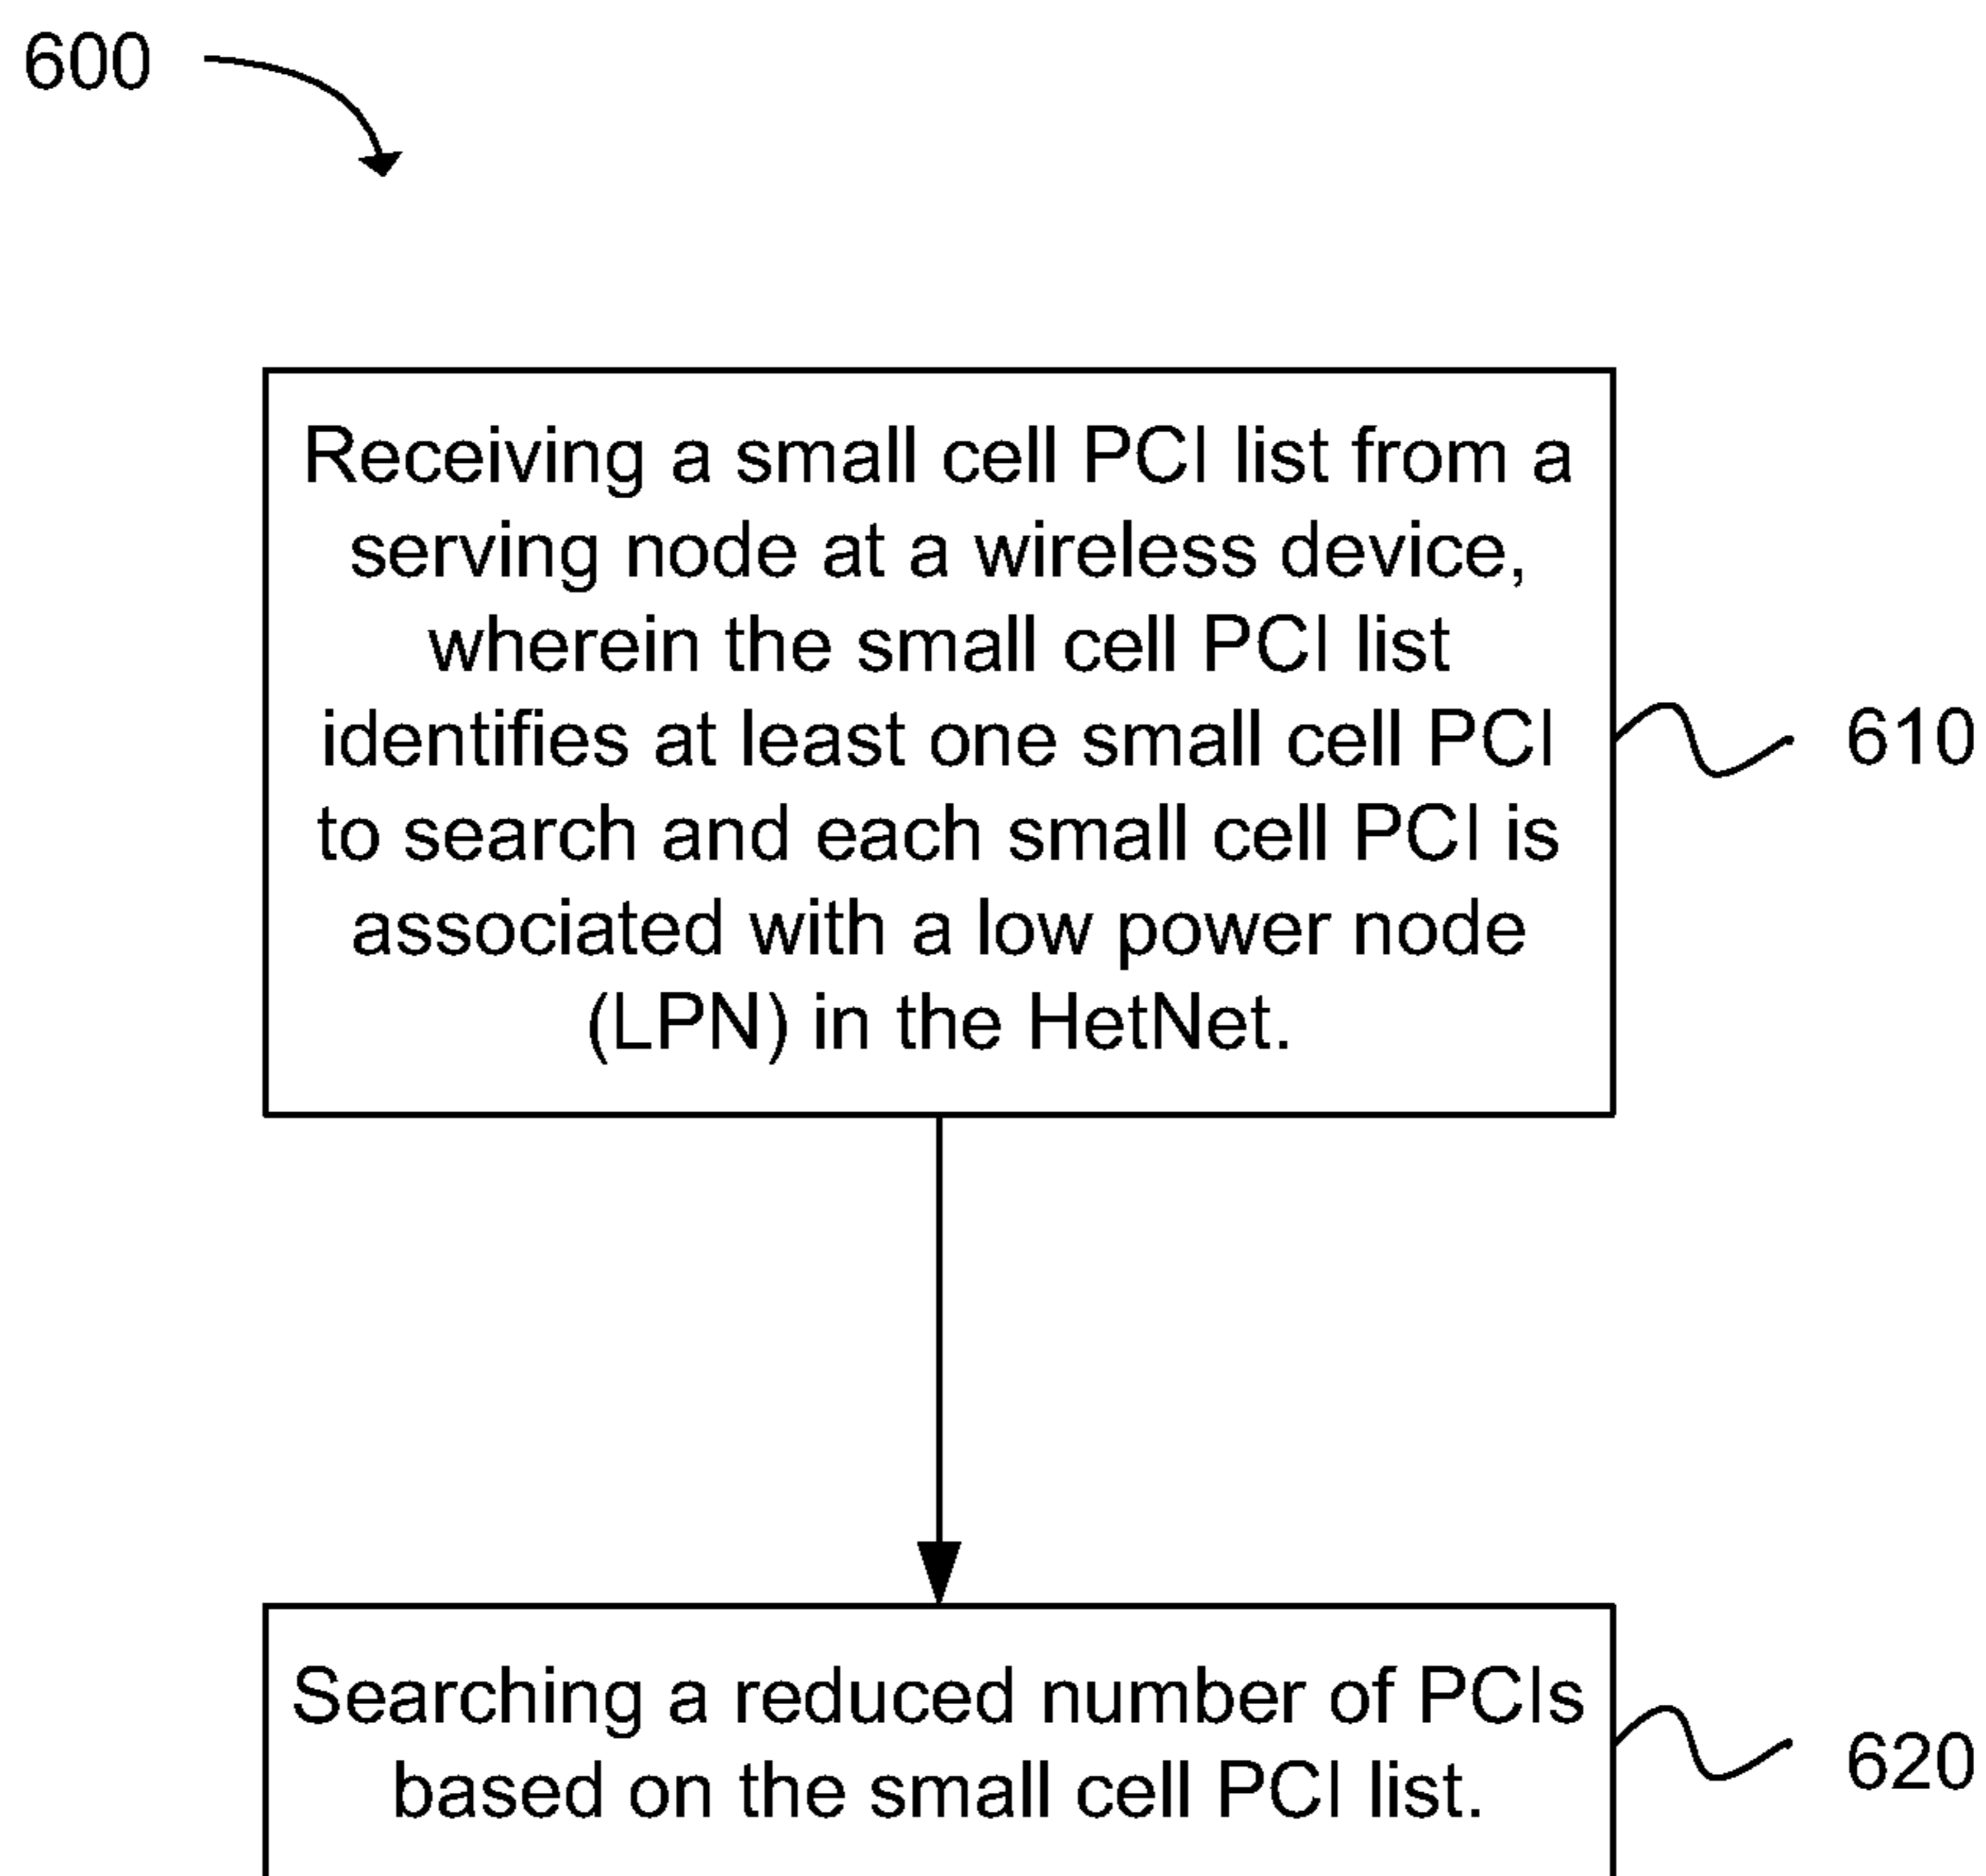 600
Receiving a small cell PCI list from a
serving node at a wireless device,
wherein the small cell PCI list
identifies at least one small cell PCI
to search and each small cell PCI is
associated with a low power node
(LPN) in the HetNet.
610
Searching a reduced number of PCIs
based on the small cell PCI list.
620